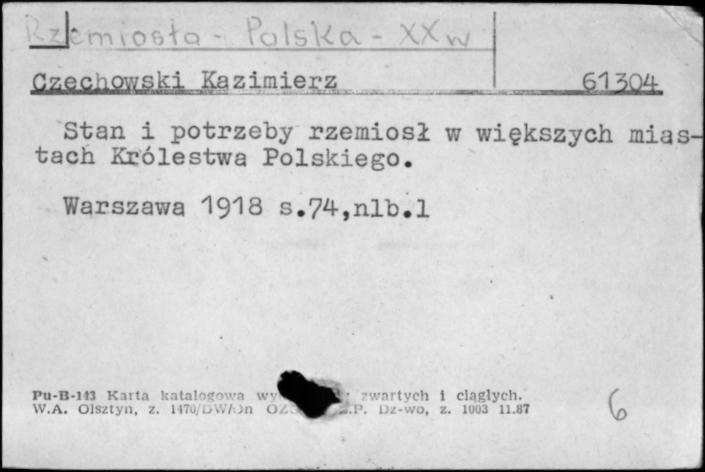 Rzemiosła - Polska - XX w
Czechowski Kazimierz 61304
Stan i potrzeby rzemiosł w większych mias-
tach Królestwa Polskiego.
Warszawa 1918 s.74,nlb.1
Pu-B-143 Karta katalogowa zwartych i ciągłych.
W.A. Olsztyn, z. 1470/DW/On Dz-wo, z. 1003 11.87
6